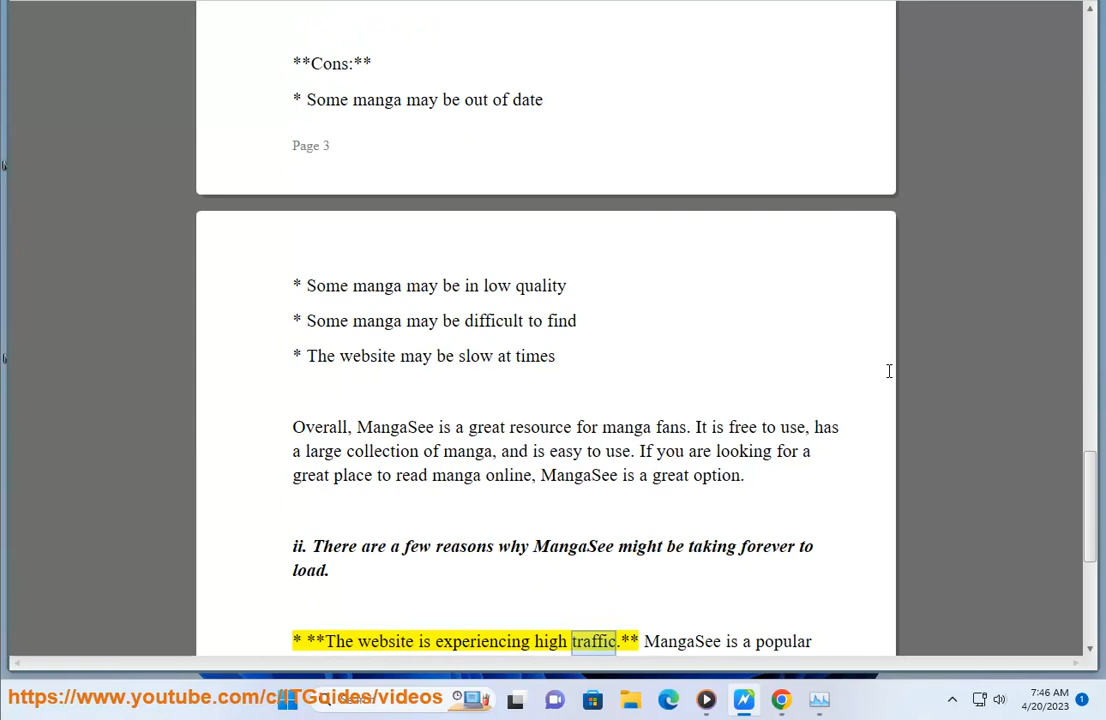 **Cons:**
* Some manga may be out of date
Page 3
* Some manga may be in low quality
* Some manga may be difficult to find
* The website may be slow at times
Overall, MangaSee is a great resource for manga fans. It is free to use, has
a large collection of manga, and is easy to use. If you are looking for a
great place to read manga online, MangaSee is a great option.
ii. There are a few reasons why MangaSee might be taking forever to
load.
* **The website is experiencing high traffic.** MangaSee is a popular
https://www.youtube.com/c/ITGuides/videos
7:46 AM
4/20/2023
1